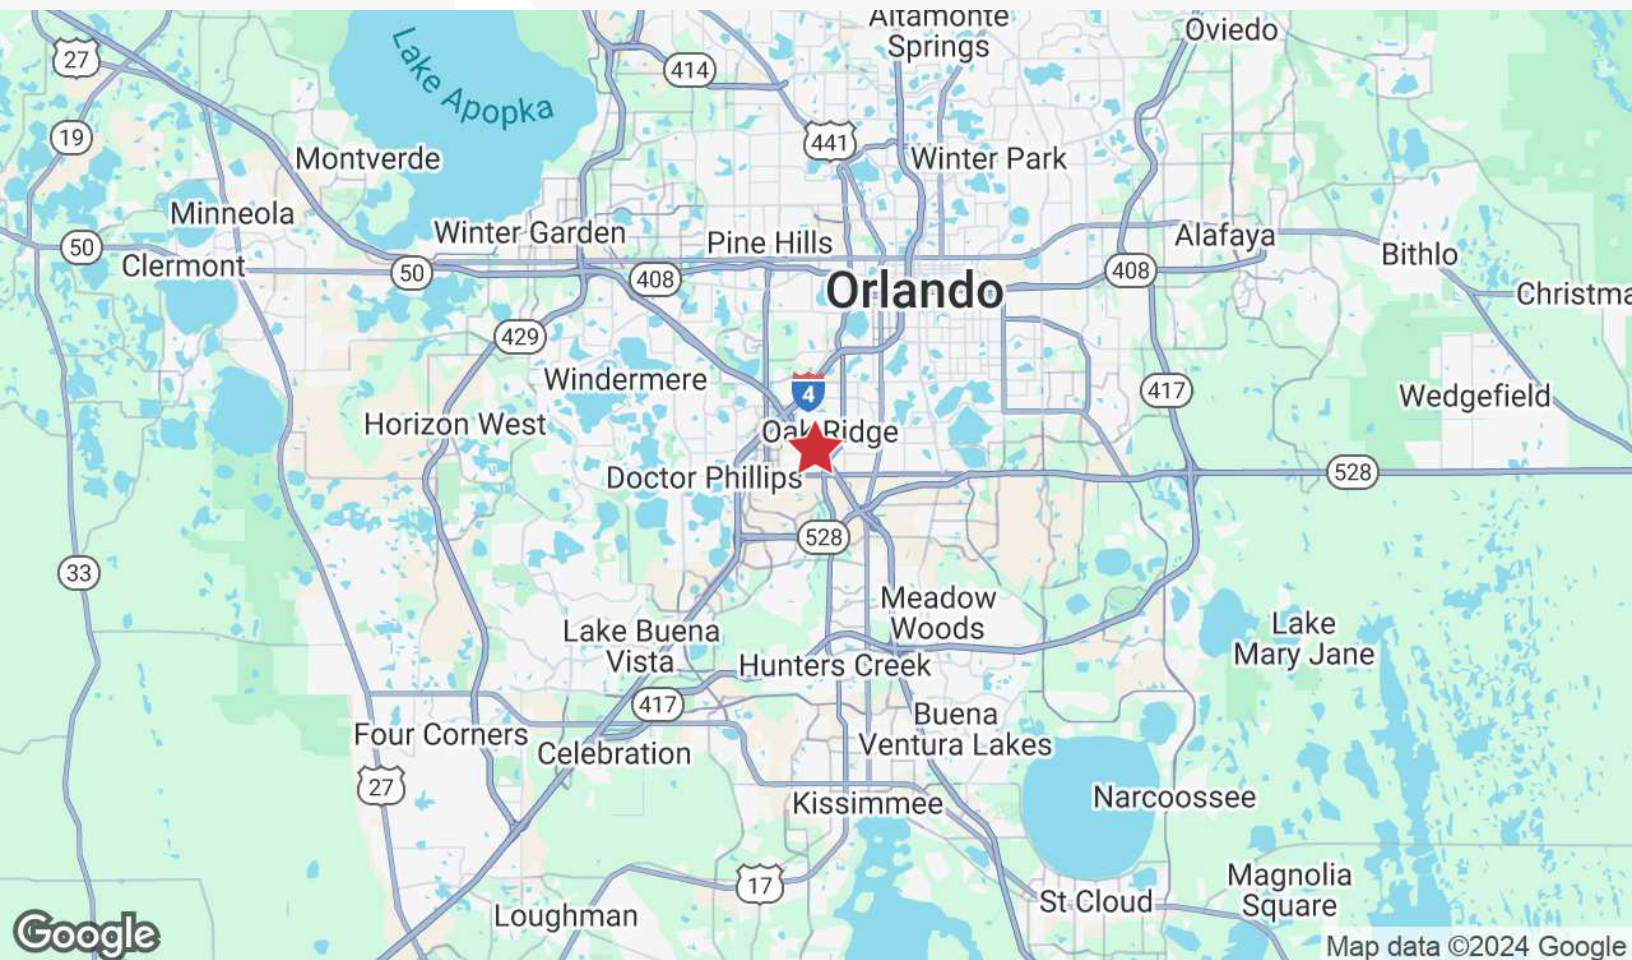 Altamonte
Springs
Oviedo
27
414
Lake Apopka
19
441
Montverde
Winter Park
Minneola
Winter Garden
Pine Hills
Alafaya
50
Clermont
50
408
Orlando
408
Bithlo
Christma
429
Windermere
4
417
Wedgefield
Horizon West
Oak Ridge
Doctor Phillips
528
528
33
Meadow
Woods
Lake Buena
Vista
Lake
Mary Jane
Hunters Creek
417
Four Corners
Celebration
Buena
Ventura Lakes
27
Kissimmee
Narcoossee
17
Loughman
St Cloud
Magnolia
Square
Google
Map data ©2024 Google